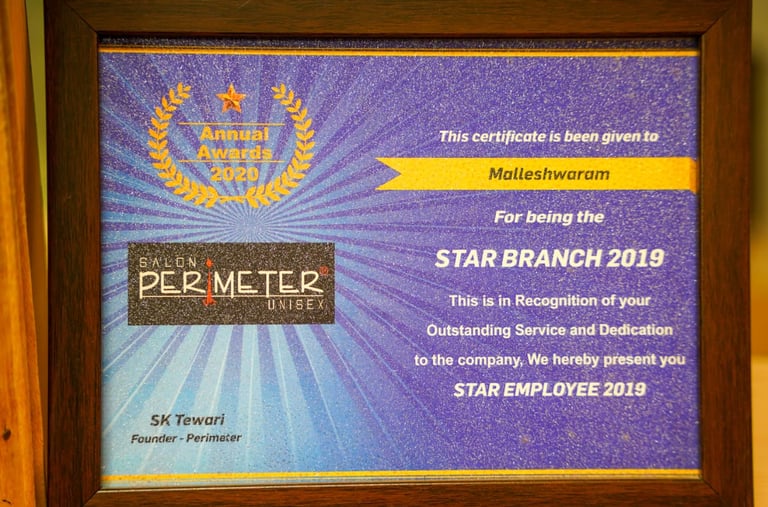 Annual
Awards
2020
SALON
PERIMETER®
UNISEX
SK Tewari
Founder - Perimeter
This certificate is been given to
Malleshwaram
For being the
STAR BRANCH 2019
This is in Recognition of your
Outstanding Service and Dedication
to the company, We hereby present you
STAR EMPLOYEE 2019